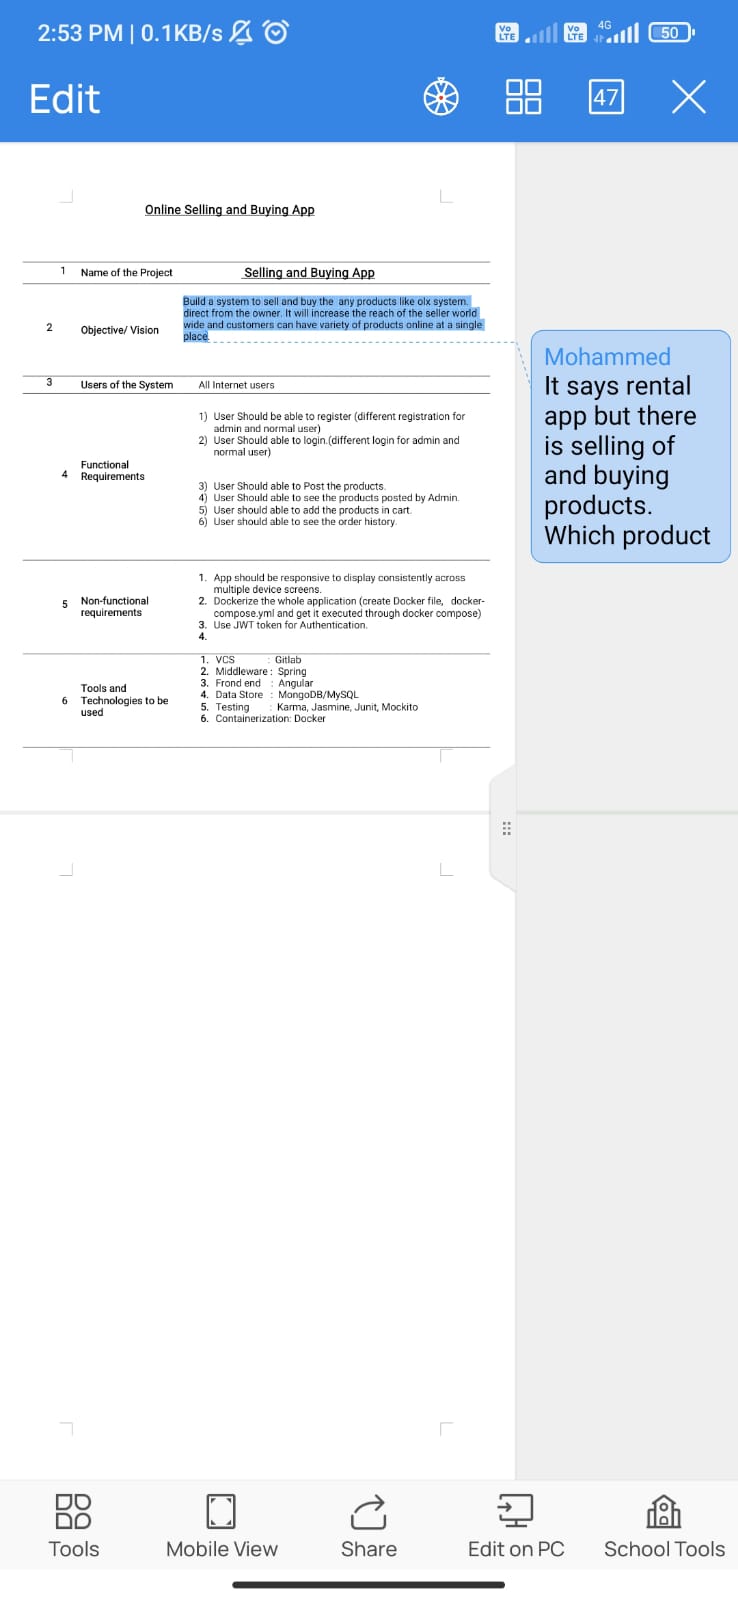 2:53 PM | 0.1KB/s
Vo LTE
Vo LTE
4G
50
Edit
47
Online Selling and Buying App
1 Name of the Project Selling and Buying App
2 Objective/ Vision
Build a system to sell and buy the any products like olx system.
direct from the owner. It will increase the reach of the seller world
wide and customers can have variety of products online at a single
place.
Mohammed
It says rental
app but there
is selling of
and buying
products.
Which product
3 Users of the System All Internet users
4 Functional
Requirements
1) User Should be able to register (different registration for
admin and normal user)
2) User Should able to login.(different login for admin and
normal user)
3) User Should able to Post the products.
4) User Should able to see the products posted by Admin.
5) User should able to add the products in cart.
6) User should able to see the order history.
5 Non-functional
requirements
1. App should be responsive to display consistently across
multiple device screens.
2. Dockerize the whole application (create Docker file, docker-
compose.yml and get it executed through docker compose)
3. Use JWT token for Authentication.
4.
6 Tools and
Technologies to be
used
1. VCS : Gitlab
2. Middleware : Spring
3. Frond end : Angular
4. Data Store : MongoDB/MySQL
5. Testing : Karma, Jasmine, Junit, Mockito
6. Containerization: Docker
Tools
Mobile View
Share
Edit on PC
School Tools